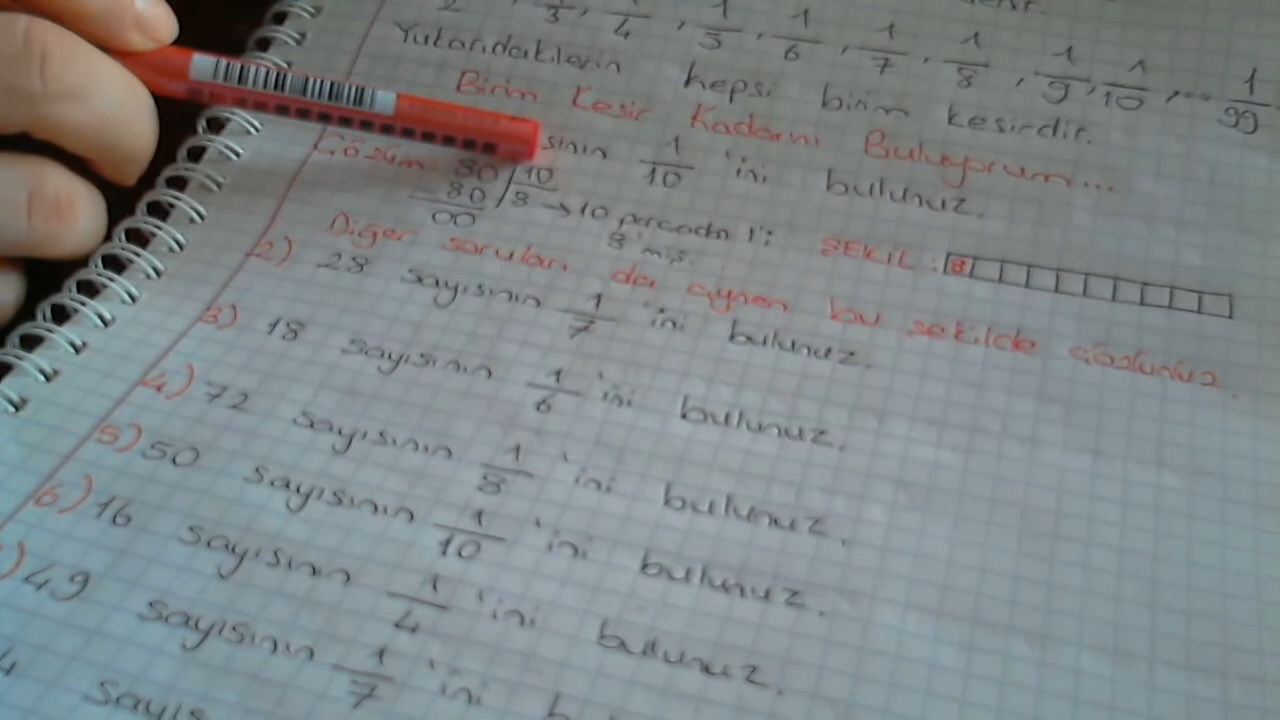 1/3, 1/4, 1/5, 1/6, 1/7, 1/8, 1/9, 1/10, ... 1/99
Yukarıdakilerin hepsi birim kesirdir.
Birim Kesir Kadarını Buluyorum...
sının 1/10 'ini bulunuz.
Çözüm: 80 | 10
80 | 8 → 10 parçadan 1'i
00 8'miş.
ŞEKİL: 8
Diğer soruları da aynen bu şekilde çözünüz.
2) 28 sayısının 1/7 'ini bulunuz.
3) 18 sayısının 1/6 'ini bulunuz.
4) 72 sayısının 1/8 'ini bulunuz.
5) 50 sayısının 1/10 'ini bulunuz.
6) 16 sayısının 1/4 'ini bulunuz.
) 49 sayısının 1/7 'ini
4 sayıs